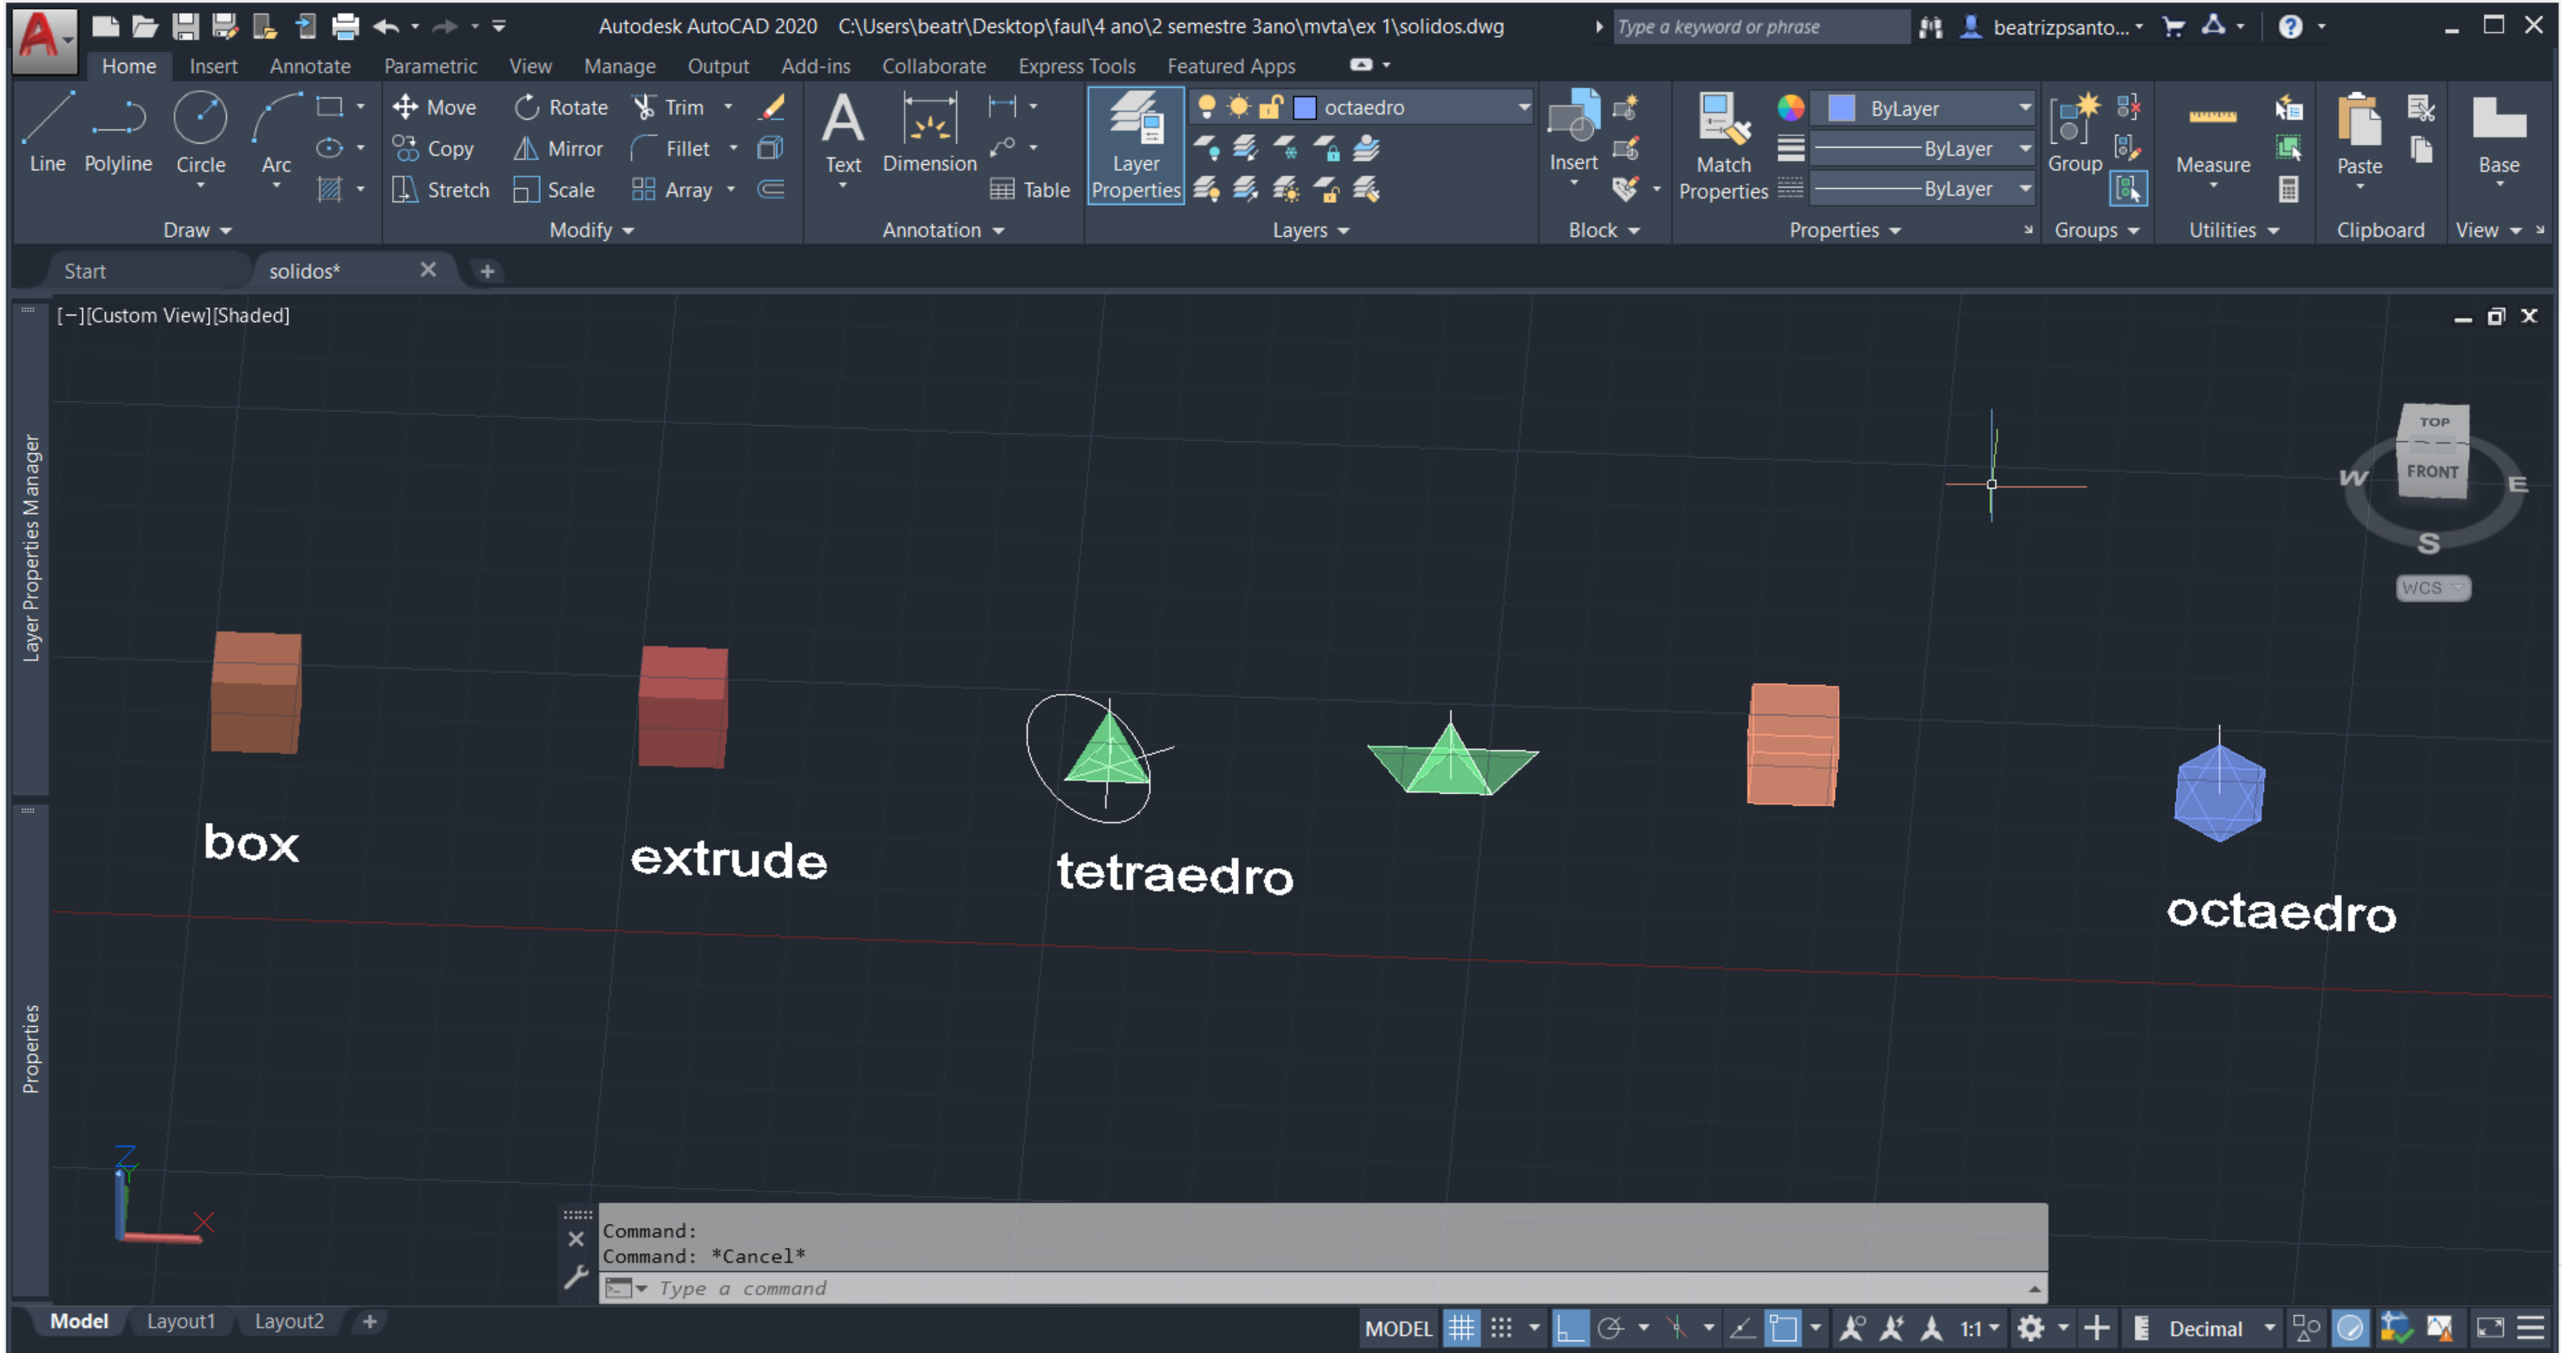 Autodesk AutoCAD 2020 C:\Users\beatr\Desktop\faul\4 ano\2 semestre 3ano\mvta\ex 1\solidos.dwg Type a keyword or phrase beatrizpsanto...
Home Insert Annotate Parametric View Manage Output Add-ins Collaborate Express Tools Featured Apps
Line Polyline Circle Arc
Draw
Move Rotate Trim
Copy Mirror Fillet
Stretch Scale Array
Modify
Text Dimension Table
Annotation
Layer Properties
octaedro
Layers
Insert
Block
Match Properties
ByLayer
ByLayer
ByLayer
Properties
Group
Groups
Measure
Utilities
Paste
Clipboard
Base
View
Start solidos*
[−][Custom View][Shaded]
Layer Properties Manager
Properties
TOP
FRONT
W
E
S
WCS
box
extrude
tetraedro
octaedro
Z
Y
X
Command:
Command: *Cancel*
Type a command
Model Layout1 Layout2
MODEL 1:1 Decimal